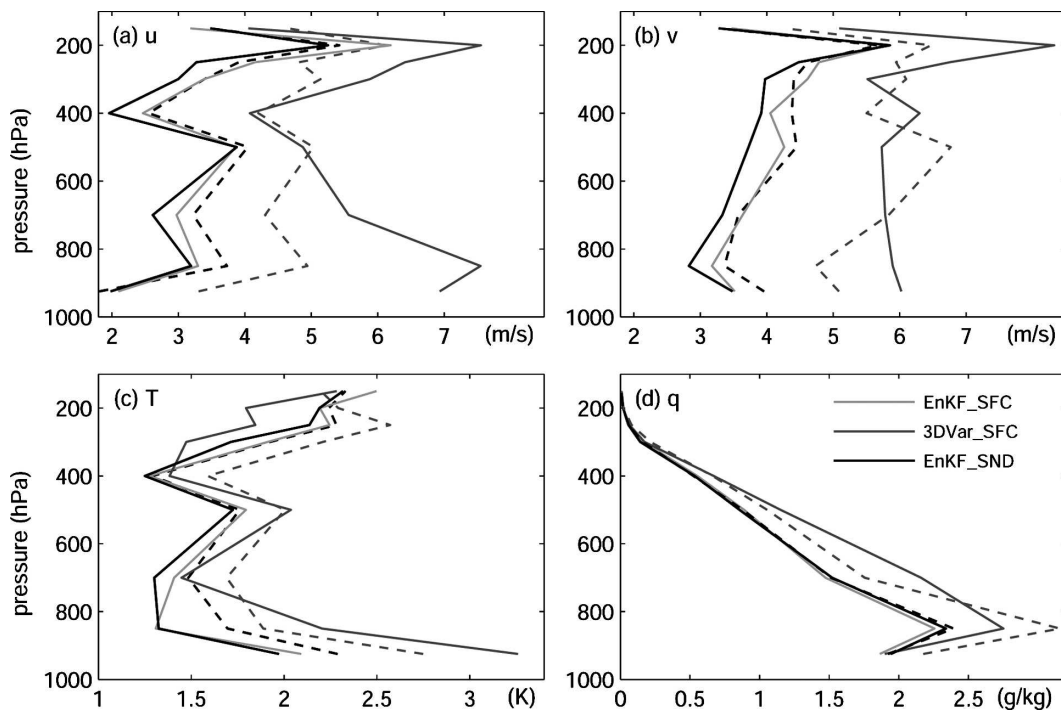 (a) u
(b) v
200
400
600
800
1000
pressure (hPa)
2 3 4 5 6 7 (m/s)
200
400
600
800
1000
2 3 4 5 6 7 (m/s)
(c) T
(d) q
EnKF_SFC
3DVar_SFC
EnKF_SND
200
400
600
800
1000
pressure (hPa)
1 1.5 2 2.5 3 (K)
200
400
600
800
1000
0 0.5 1 1.5 2 2.5 (g/kg)